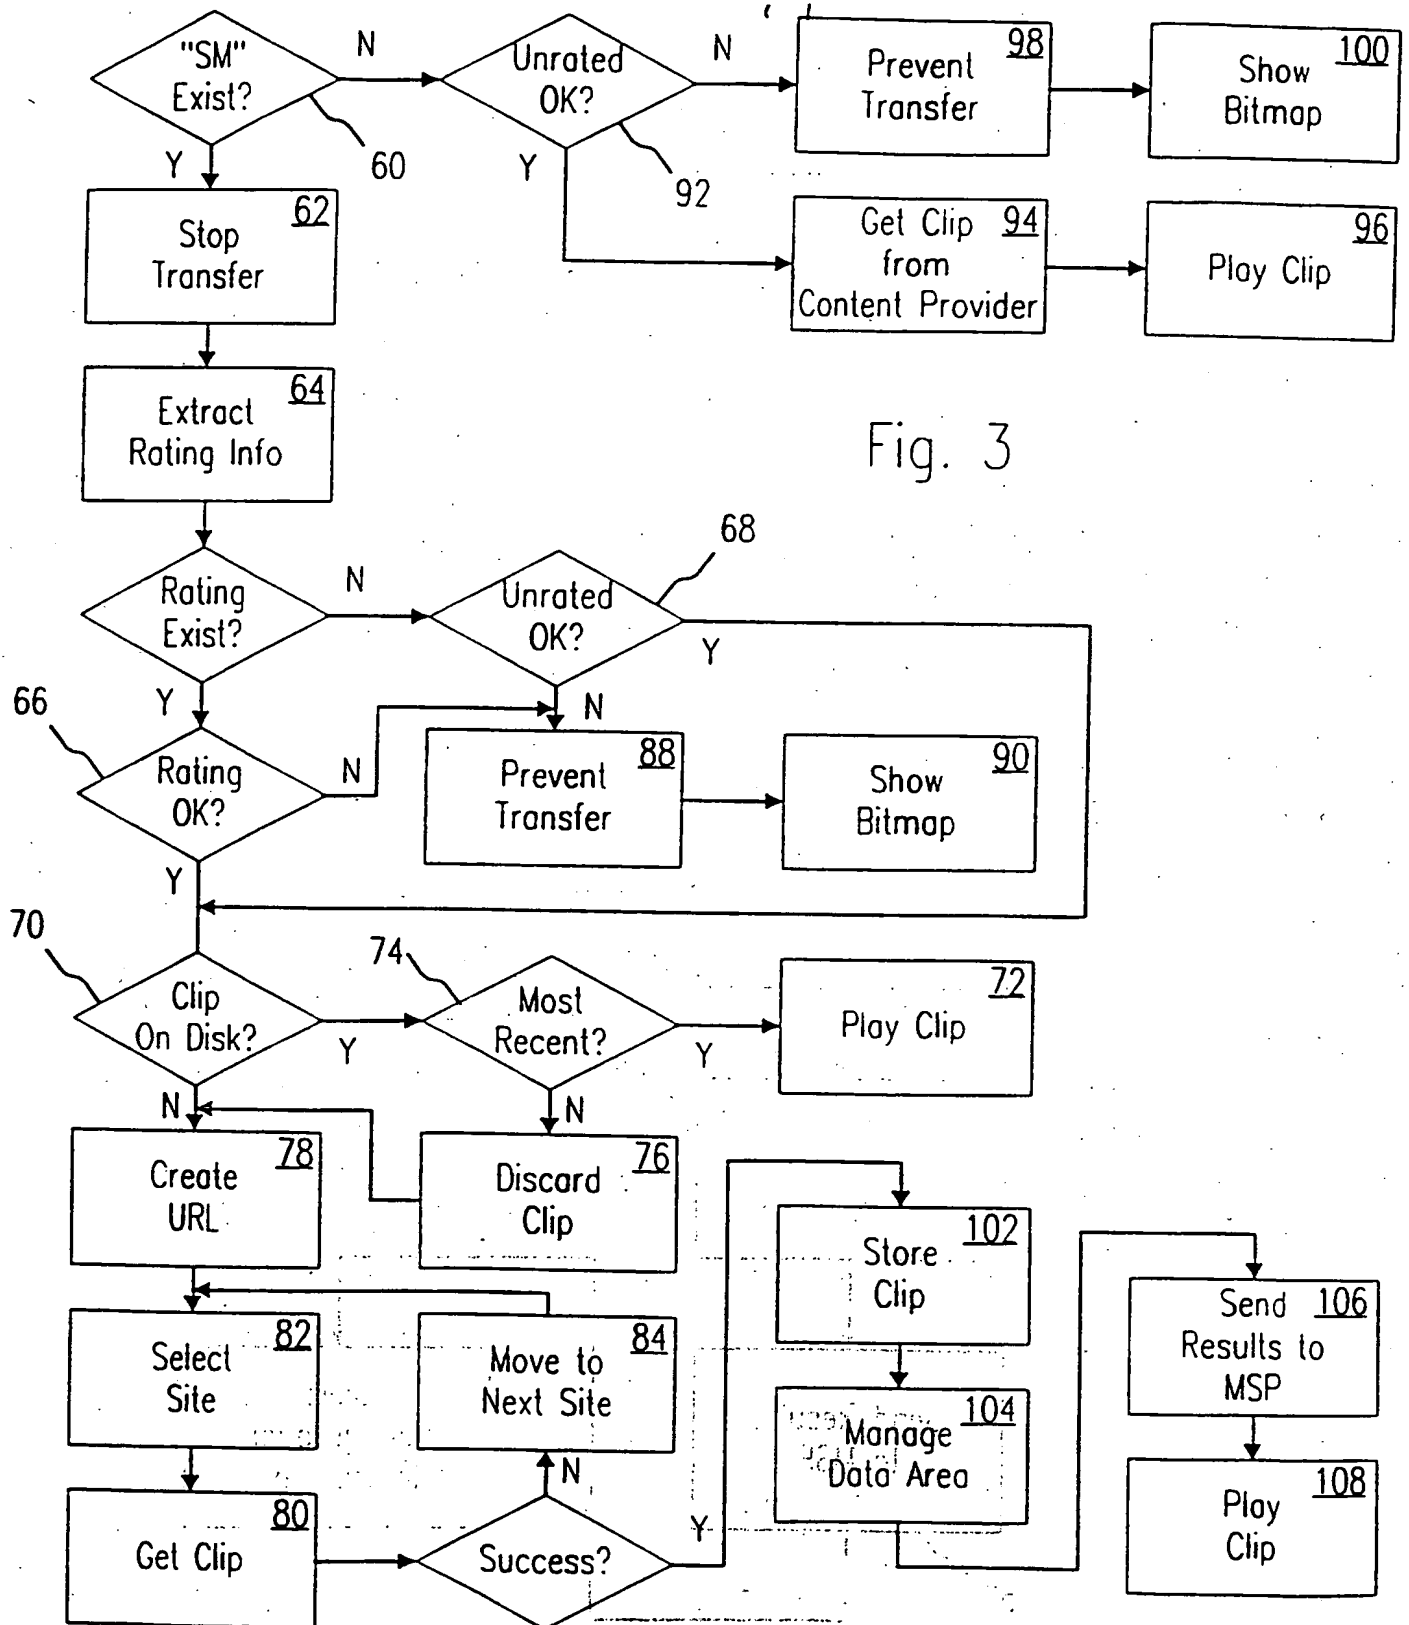 "SM"
Exist?
N
Y
60
Unrated
OK?
N
Y
92
98
Prevent
Transfer
100
Show
Bitmap
62
Stop
Transfer
Get Clip 94
from
Content Provider
96
Play Clip
64
Extract
Rating Info
Fig. 3
Rating
Exist?
N
Y
Unrated
OK?
68
Y
N
66
Rating
OK?
N
Y
88
Prevent
Transfer
90
Show
Bitmap
70
Clip
On Disk?
Y
N
74
Most
Recent?
Y
N
72
Play Clip
78
Create
URL
76
Discard
Clip
102
Store
Clip
82
Select
Site
84
Move to
Next Site
104
Manage
Data Area
Send 106
Results to
MSP
80
Get Clip
Success?
N
Y
108
Play
Clip